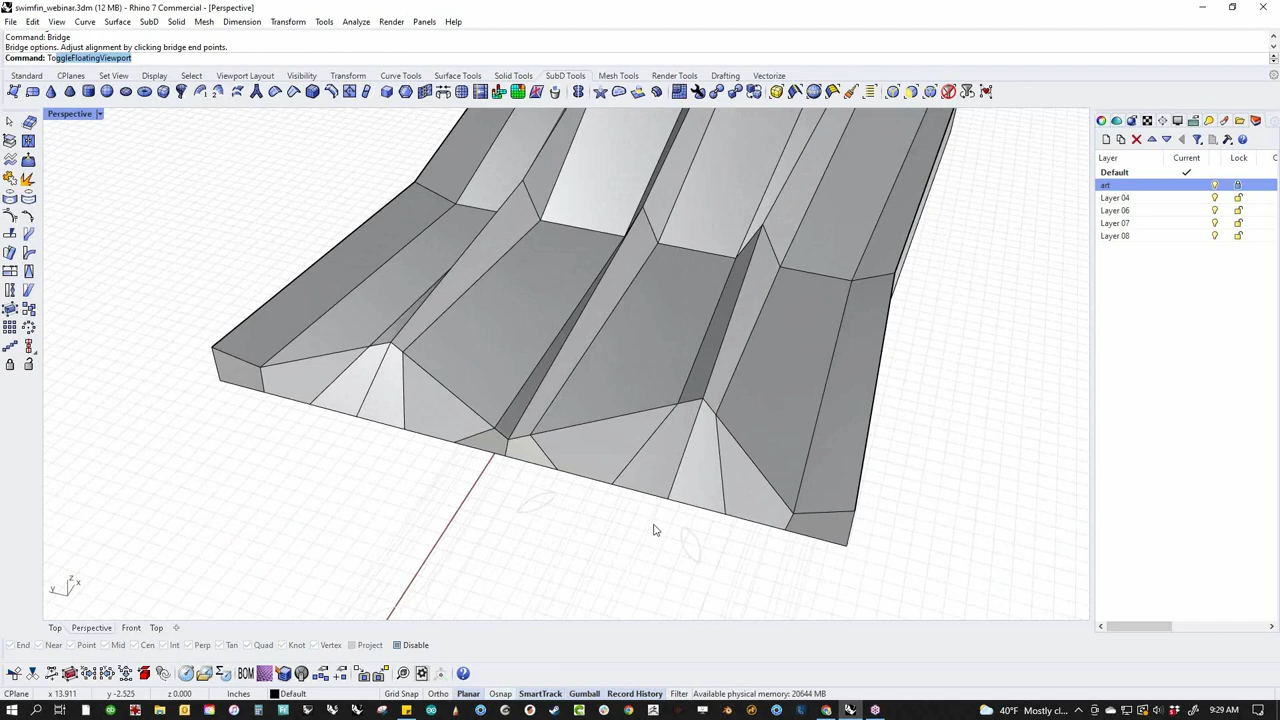 swimfin_webinar.3dm (12 MB) - Rhino 7 Commercial - [Perspective]
File Edit View Curve Surface SubD Solid Mesh Dimension Transform Tools Analyze Render Panels Help
Command: Bridge
Bridge options. Adjust alignment by clicking bridge end points.
Command: ToggleFloatingViewport
Standard CPlanes Set View Display Select Viewport Layout Visibility Transform Curve Tools Surface Tools Solid Tools SubD Tools Mesh Tools Render Tools Drafting Vectorize
Perspective
Layer Current Lock C
Default
art
Layer 04
Layer 06
Layer 07
Layer 08
z
y x
Top Perspective Front Top
End Near Point Mid Cen Int Perp Tan Quad Knot Vertex Project Disable
BOM
CPlane x 13.911 y -2.525 z 0.000 Inches Default Grid Snap Ortho Planar Osnap SmartTrack Gumball Record History Filter Available physical memory: 20644 MB
40°F Mostly cl... 9:29 AM